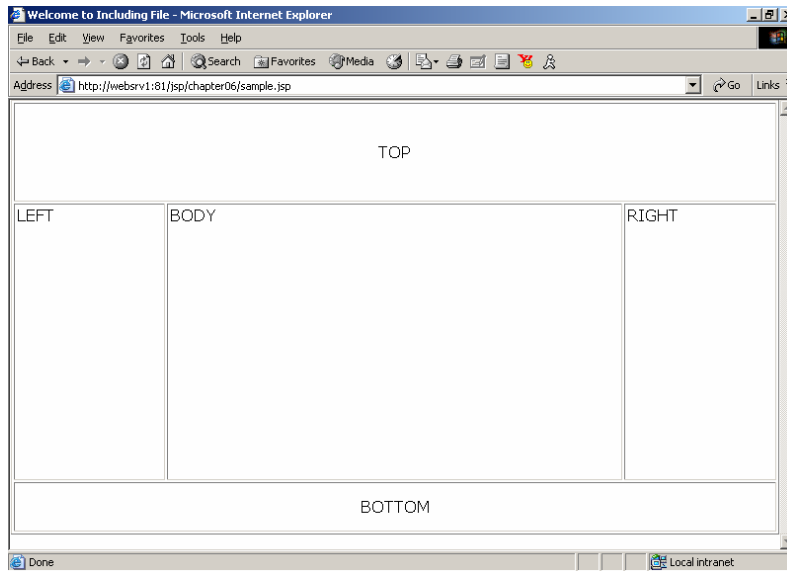 Welcome to Including File - Microsoft Internet Explorer
File Edit View Favorites Tools Help
Back Search Favorites Media
Address http://websrv1:81/jsp/chapter06/sample.jsp Go Links
TOP
LEFT BODY RIGHT
BOTTOM
Done Local intranet